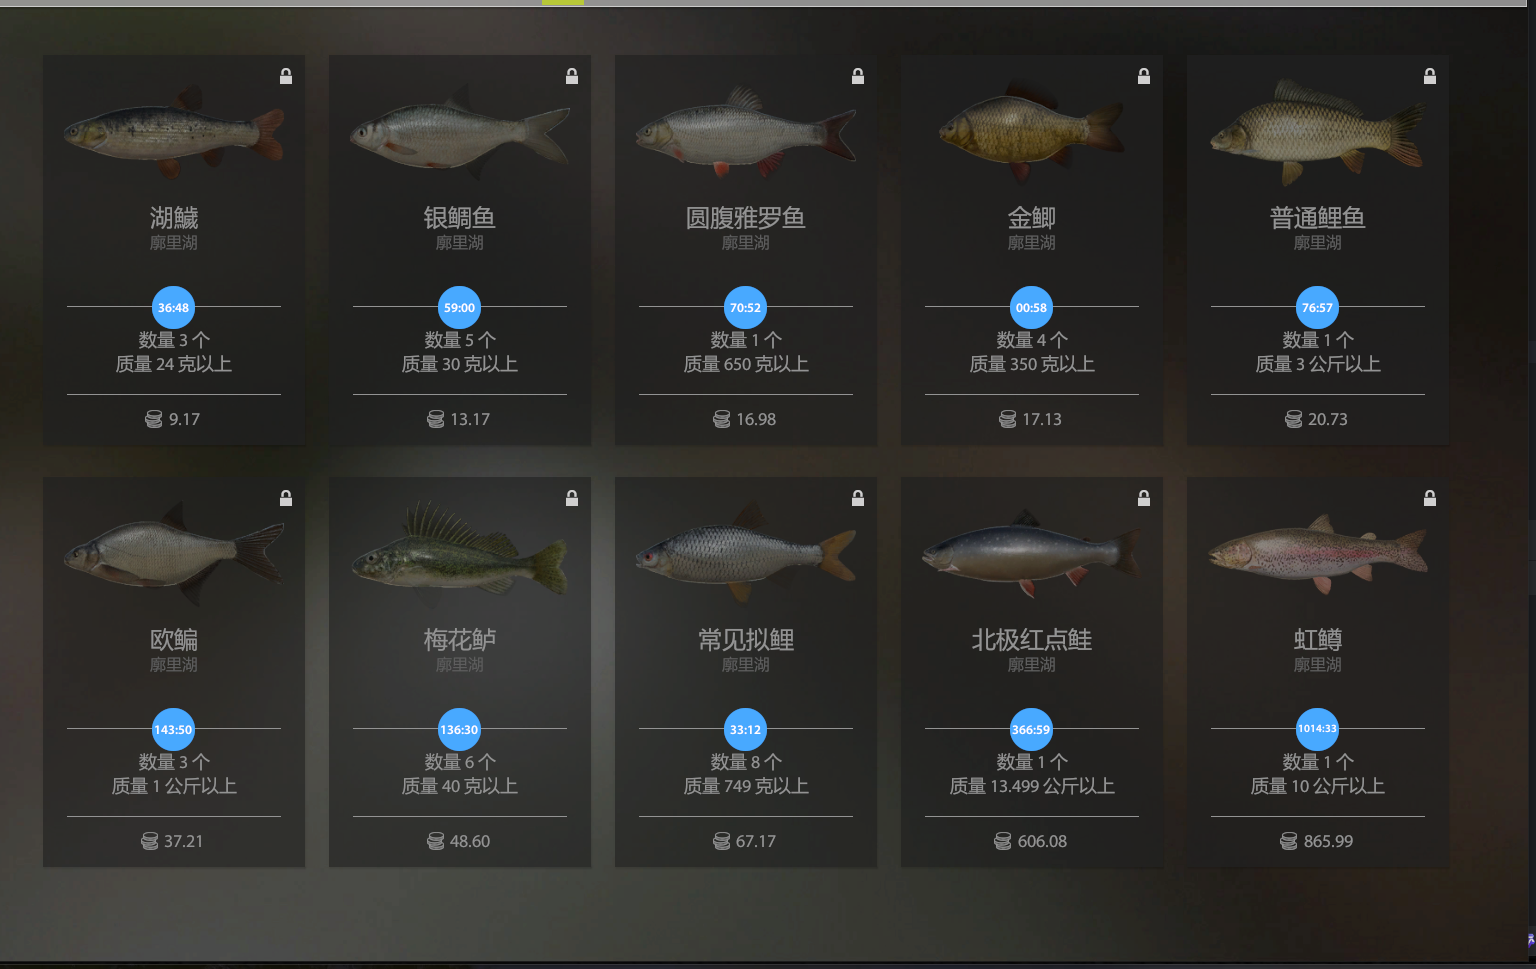 湖鱥
廓里湖
36:48
数量 3 个
质量 24 克以上
9.17
银鲷鱼
廓里湖
59:00
数量 5 个
质量 30 克以上
13.17
圆腹雅罗鱼
廓里湖
70:52
数量 1 个
质量 650 克以上
16.98
金鲫
廓里湖
00:58
数量 4 个
质量 350 克以上
17.13
普通鲤鱼
廓里湖
76:57
数量 1 个
质量 3 公斤以上
20.73
欧鳊
廓里湖
143:50
数量 3 个
质量 1 公斤以上
37.21
梅花鲈
廓里湖
136:30
数量 6 个
质量 40 克以上
48.60
常见拟鲤
廓里湖
33:12
数量 8 个
质量 749 克以上
67.17
北极红点鲑
廓里湖
366:59
数量 1 个
质量 13.499 公斤以上
606.08
虹鳟
廓里湖
1014:33
数量 1 个
质量 10 公斤以上
865.99